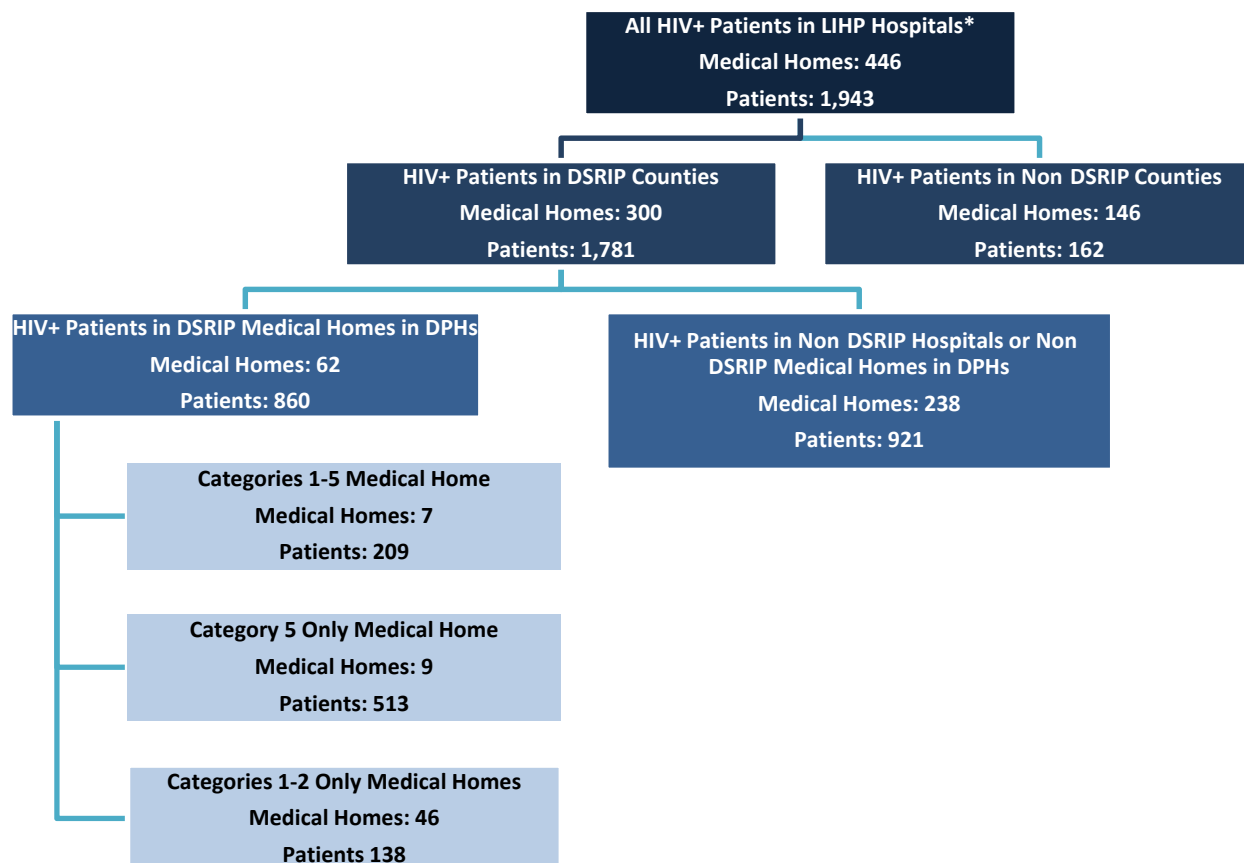 All HIV+ Patients in LIHP Hospitals*
Medical Homes: 446
Patients: 1,943
HIV+ Patients in DSRIP Counties
Medical Homes: 300
Patients: 1,781
HIV+ Patients in Non DSRIP Counties
Medical Homes: 146
Patients: 162
HIV+ Patients in DSRIP Medical Homes in DPHs
Medical Homes: 62
Patients: 860
HIV+ Patients in Non DSRIP Hospitals or Non
DSRIP Medical Homes in DPHs
Medical Homes: 238
Patients: 921
Categories 1-5 Medical Home
Medical Homes: 7
Patients: 209
Category 5 Only Medical Home
Medical Homes: 9
Patients: 513
Categories 1-2 Only Medical Homes
Medical Homes: 46
Patients 138